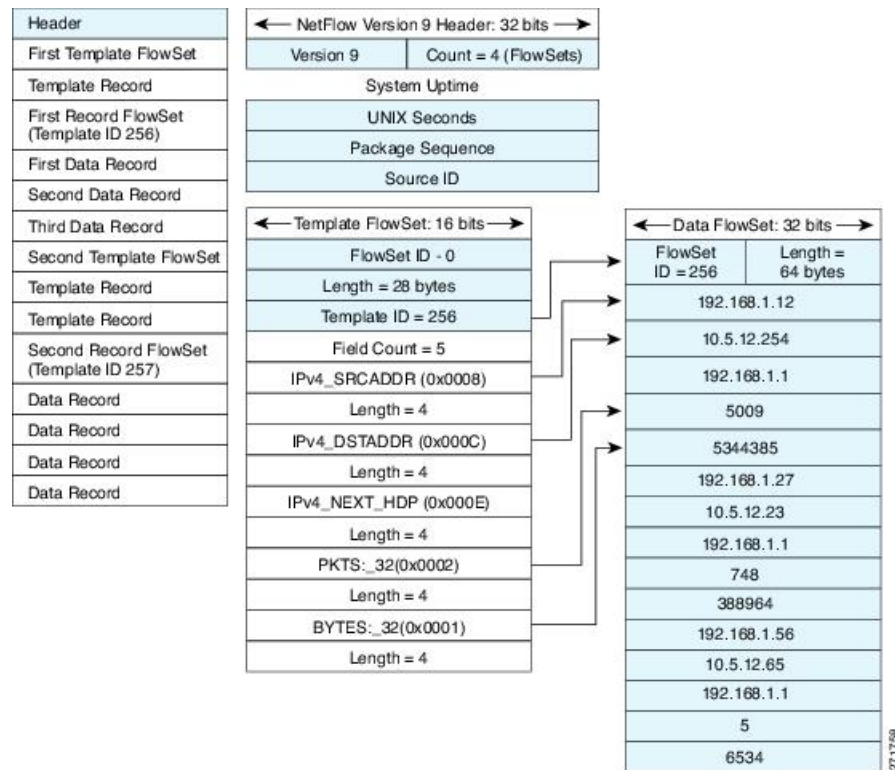 Header
First Template FlowSet
Template Record
First Record FlowSet
(Template ID 256)
First Data Record
Second Data Record
Third Data Record
Second Template FlowSet
Template Record
Template Record
Second Record FlowSet
(Template ID 257)
Data Record
Data Record
Data Record
Data Record
NetFlow Version 9 Header: 32 bits
Version 9
Count = 4 (FlowSets)
System Uptime
UNIX Seconds
Package Sequence
Source ID
Template FlowSet: 16 bits
FlowSet ID - 0
Length = 28 bytes
Template ID = 256
Field Count = 5
IPv4_SRCADDR (0x0008)
Length = 4
IPv4_DSTADDR (0x000C)
Length = 4
IPv4_NEXT_HDP (0x000E)
Length = 4
PKTS:_32(0x0002)
Length = 4
BYTES:_32(0x0001)
Length = 4
Data FlowSet: 32 bits
FlowSet
ID = 256
Length =
64 bytes
192.168.1.12
10.5.12.254
192.168.1.1
5009
5344385
192.168.1.27
10.5.12.23
192.168.1.1
748
388964
192.168.1.56
10.5.12.65
192.168.1.1
5
6534